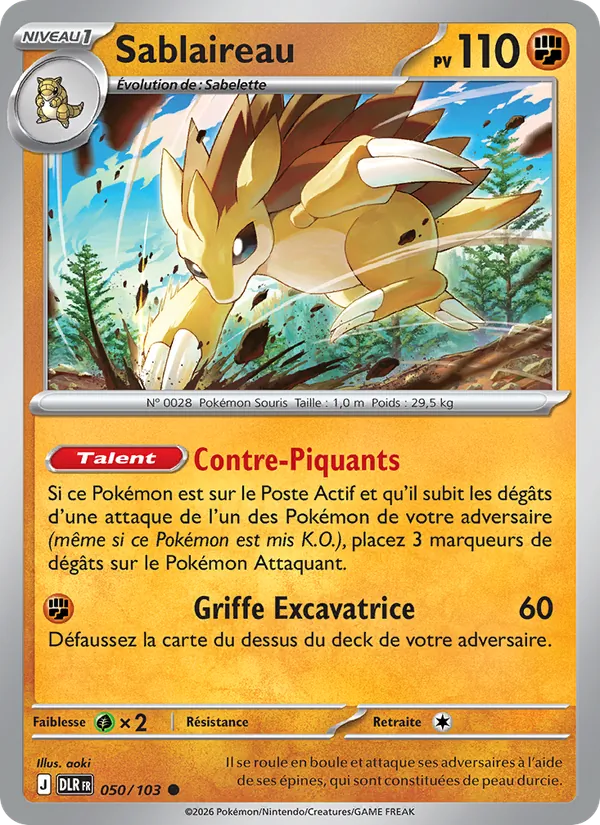 NIVEAU 1
Sablaireau
PV 110
Évolution de : Sabelette
N° 0028 Pokémon Souris Taille : 1,0 m Poids : 29,5 kg
Talent Contre-Piquants
Si ce Pokémon est sur le Poste Actif et qu'il subit les dégâts
d'une attaque de l'un des Pokémon de votre adversaire
(même si ce Pokémon est mis K.O.), placez 3 marqueurs de
dégâts sur le Pokémon Attaquant.
Griffe Excavatrice 60
Défaussez la carte du dessus du deck de votre adversaire.
Faiblesse × 2 Résistance Retraite
Illus. aoki
Il se roule en boule et attaque ses adversaires à l'aide
de ses épines, qui sont constituées de peau durcie.
J DLR FR 050/103
©2026 Pokémon/Nintendo/Creatures/GAME FREAK